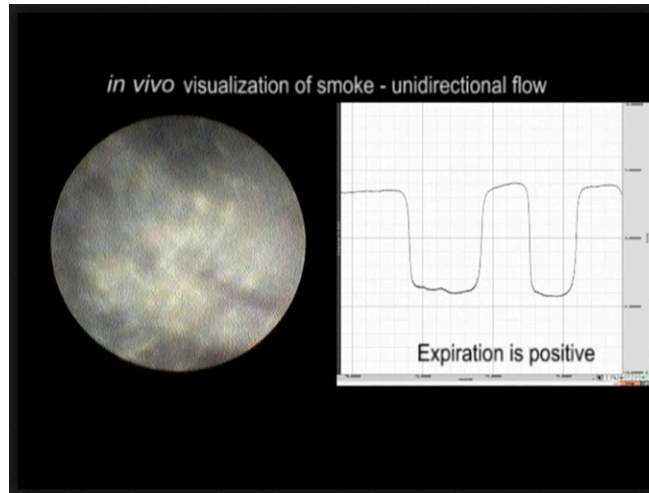 in vivo visualization of smoke - unidirectional flow
Expiration is positive